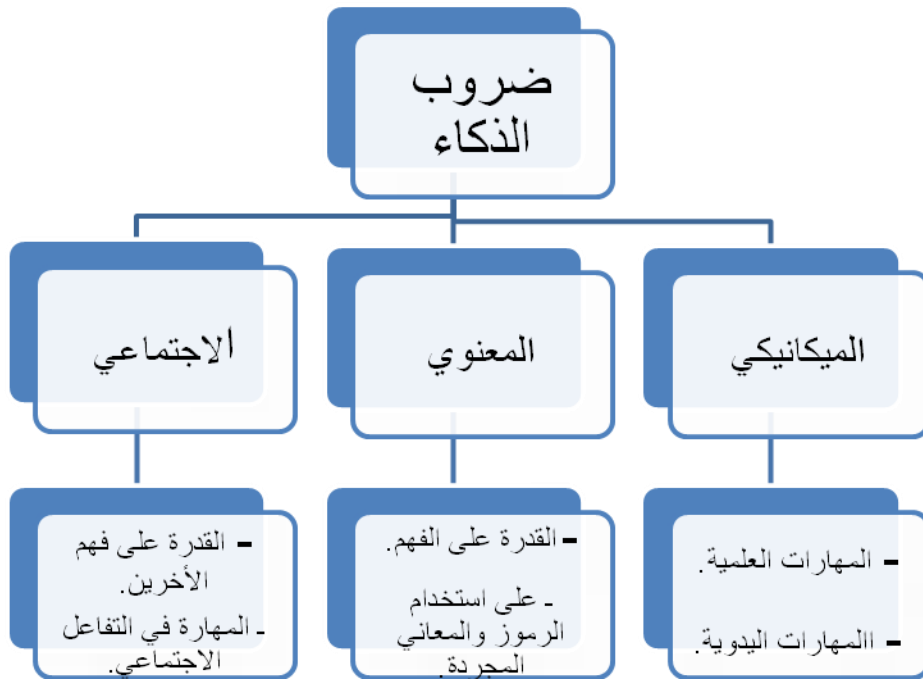 ضروب
الذكاء
الميكانيكي
المعنوي
الاجتماعي
- المهارات العلمية.
- االمهارات اليدوية.
- القدرة على الفهم.
- على استخدام
الرموز والمعاني
المجردة.
- القدرة على فهم
الأخرين.
- المهارة في التفاعل
الاجتماعي.